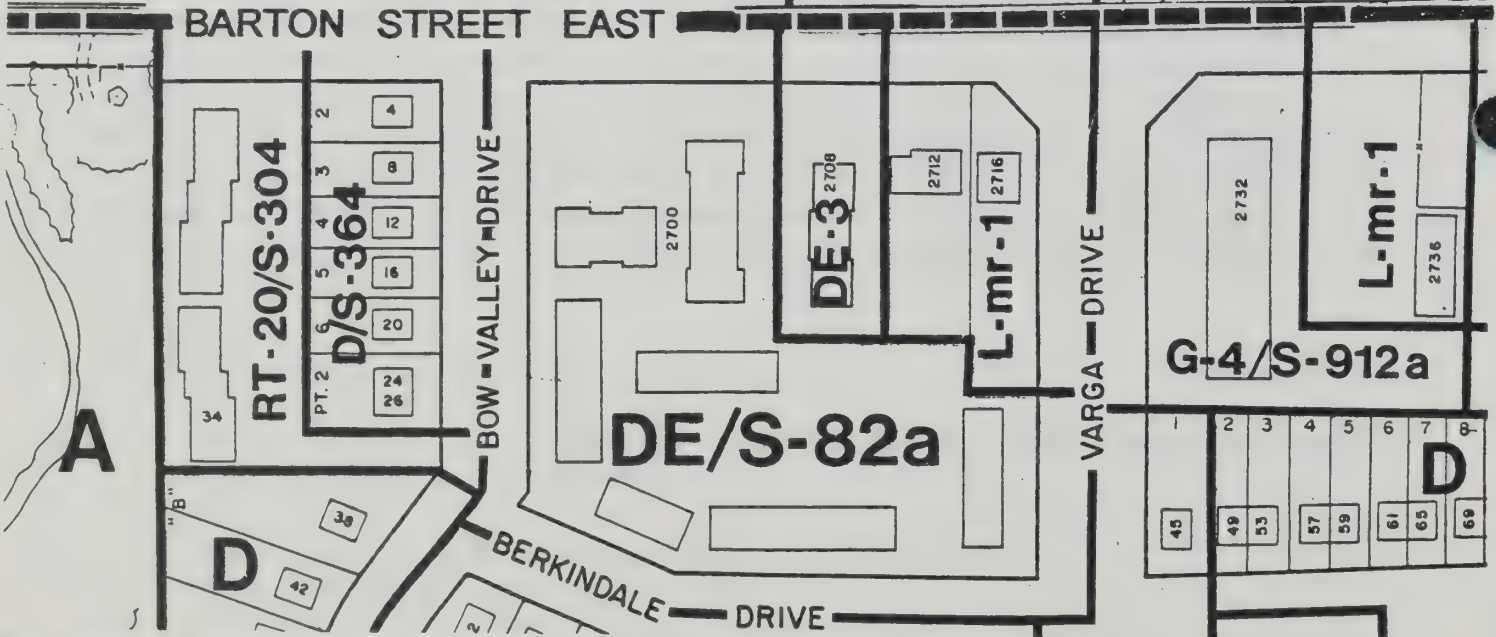 BARTON STREET EAST
RT-20/S-304
D/S-364
2
3
4
5
6
PT. 2
4
8
12
16
20
24
26
34
BOW VALLEY DRIVE
2700
2708
DE-3
2712
2716
L-mr-1
VARGA DRIVE
2732
L-mr-1
2736
G-4/S-912a
A
DE/S-82a
1
2
3
4
5
6
7
8
D
45
49
53
57
59
61
65
69
"B"
38
D
42
BERKINDALE DRIVE
2